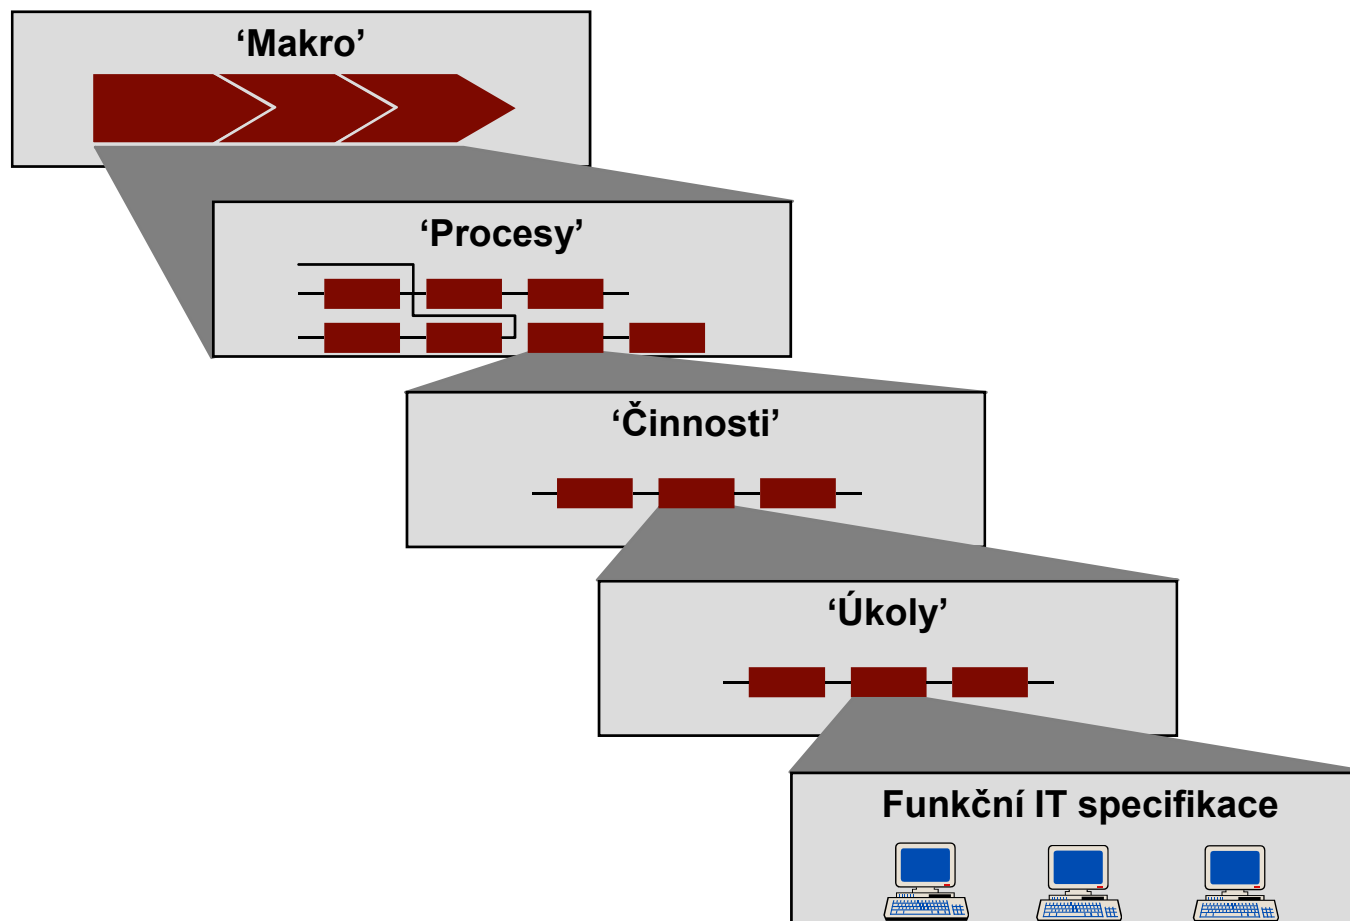 ‘Makro’
‘Procesy’
‘Činnosti’
‘Úkoly’
Funkční IT specifikace